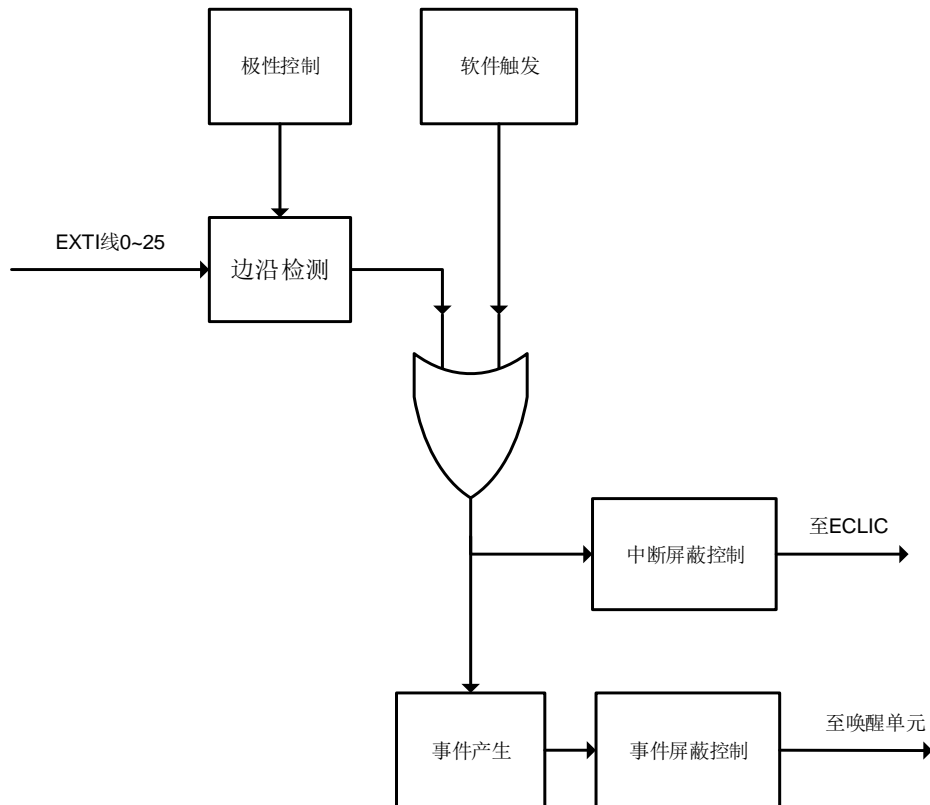 极性控制
软件触发
EXTI线0~25
边沿检测
至ECLIC
中断屏蔽控制
至唤醒单元
事件产生
事件屏蔽控制